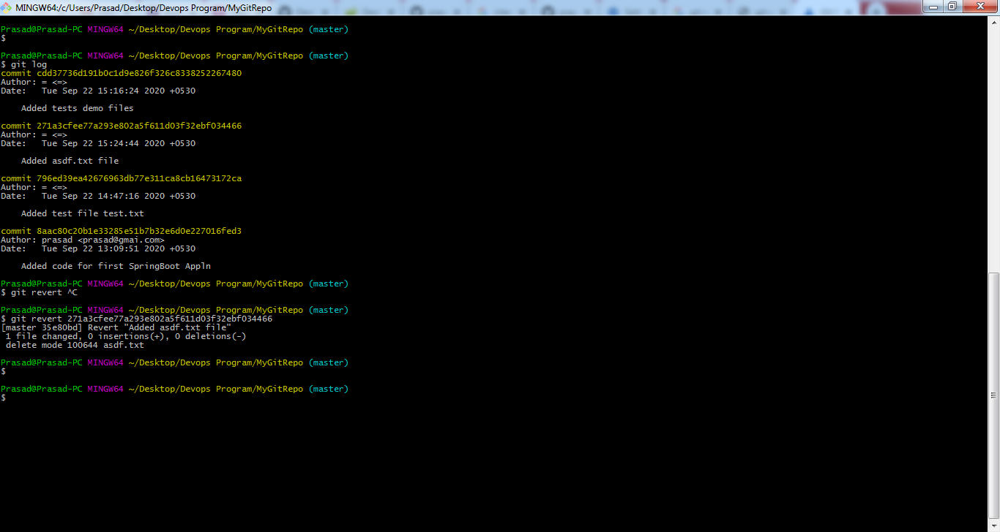 MINGW64:/c/Users/Prasad/Desktop/Devops Program/MyGitRepo
Prasad@Prasad-PC MINGW64 ~/Desktop/Devops Program/MyGitRepo (master)
$
Prasad@Prasad-PC MINGW64 ~/Desktop/Devops Program/MyGitRepo (master)
$ git log
commit cdd37736d191b0c1d9e826f326c8338252267480
Author: = <=>
Date:   Tue Sep 22 15:16:24 2020 +0530
    Added tests demo files
commit 271a3cfee77a293e802a5f611d03f32ebf034466
Author: = <=>
Date:   Tue Sep 22 15:24:44 2020 +0530
    Added asdf.txt file
commit 796ed39ea42676963db77e311ca8cb16473172ca
Author: = <=>
Date:   Tue Sep 22 14:47:16 2020 +0530
    Added test file test.txt
commit 8aac80c20b1e33285e51b7b32e6d0e227016fed3
Author: prasad <prasad@gmai.com>
Date:   Tue Sep 22 13:09:51 2020 +0530
    Added code for first SpringBoot Appln
Prasad@Prasad-PC MINGW64 ~/Desktop/Devops Program/MyGitRepo (master)
$ git revert ^C
Prasad@Prasad-PC MINGW64 ~/Desktop/Devops Program/MyGitRepo (master)
$ git revert 271a3cfee77a293e802a5f611d03f32ebf034466
[master 35e80bd] Revert "Added asdf.txt file"
 1 file changed, 0 insertions(+), 0 deletions(-)
 delete mode 100644 asdf.txt
Prasad@Prasad-PC MINGW64 ~/Desktop/Devops Program/MyGitRepo (master)
$
Prasad@Prasad-PC MINGW64 ~/Desktop/Devops Program/MyGitRepo (master)
$